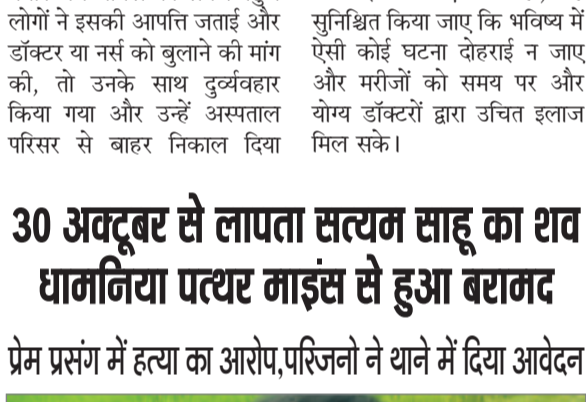 लोगों ने इसकी आपत्ति जताई और
डॉक्टर या नर्स को बुलाने की मांग
की, तो उनके साथ दुर्व्यवहार
किया गया और उन्हें अस्पताल
परिसर से बाहर निकाल दिया
सुनिश्चित किया जाए कि भविष्य में
ऐसी कोई घटना दोहराई न जाए
और मरीजों को समय पर और
योग्य डॉक्टरों द्वारा उचित इलाज
मिल सके।
30 अक्टूबर से लापता सत्यम साहू का शव
धामनिया पत्थर माइंस से हुआ बरामद
प्रेम प्रसंग में हत्या का आरोप,परिजनो ने थाने में दिया आवेदन